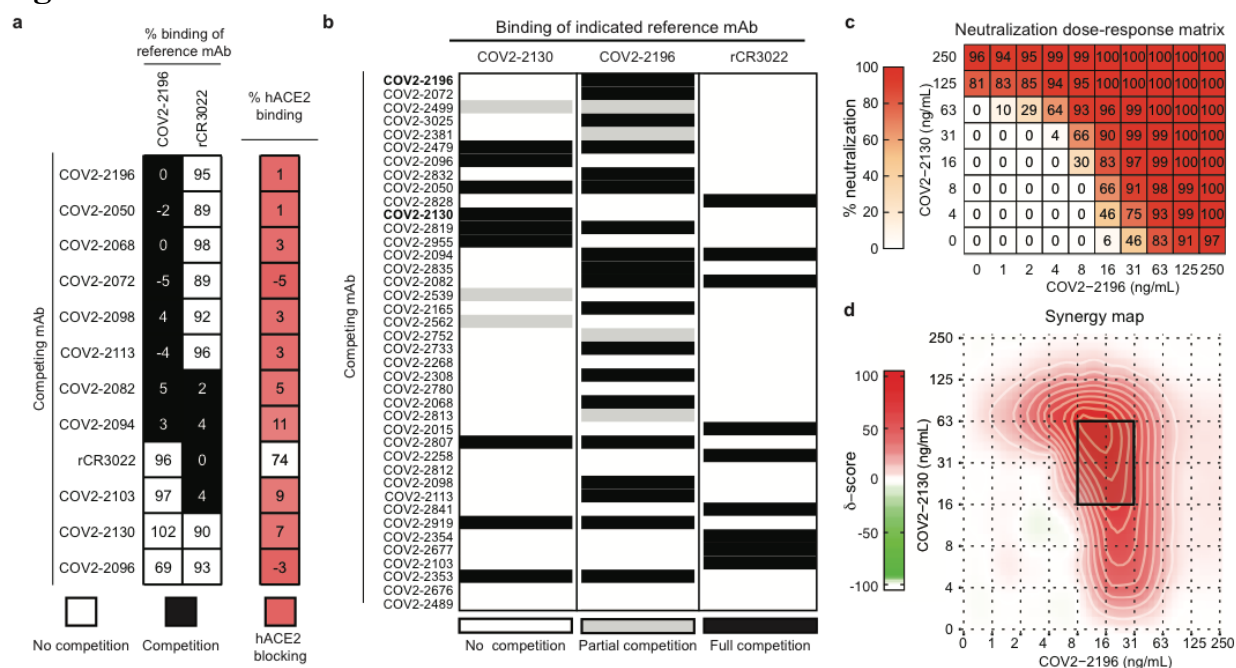 a
% binding of
reference mAb
COV2-2196
rCR3022
% hACE2
binding
Competing mAb
COV2-2196 0 95 1
COV2-2050 -2 89 1
COV2-2068 0 98 3
COV2-2072 -5 89 -5
COV2-2098 4 92 3
COV2-2113 -4 96 3
COV2-2082 5 2 5
COV2-2094 3 4 11
rCR3022 96 0 74
COV2-2103 97 4 9
COV2-2130 102 90 7
COV2-2096 69 93 -3
No competition
Competition
hACE2
blocking
b
Binding of indicated reference mAb
COV2-2130 COV2-2196 rCR3022
Competing mAb
COV2-2196
COV2-2072
COV2-2499
COV2-3025
COV2-2381
COV2-2479
COV2-2096
COV2-2832
COV2-2050
COV2-2828
COV2-2130
COV2-2819
COV2-2955
COV2-2094
COV2-2835
COV2-2082
COV2-2539
COV2-2165
COV2-2562
COV2-2752
COV2-2733
COV2-2268
COV2-2308
COV2-2780
COV2-2068
COV2-2813
COV2-2015
COV2-2807
COV2-2258
COV2-2812
COV2-2098
COV2-2113
COV2-2841
COV2-2919
COV2-2354
COV2-2677
COV2-2103
COV2-2353
COV2-2676
COV2-2489
No competition Partial competition Full competition
c
Neutralization dose-response matrix
% neutralization
100
80
60
40
20
0
COV2−2130 (ng/mL)
250 96 94 95 99 99 100 100 100 100 100
125 81 83 85 94 95 100 100 100 100 100
63 0 10 29 64 93 96 99 100 100 100
31 0 0 0 4 66 90 99 99 100 100
16 0 0 0 0 30 83 97 99 100 100
8 0 0 0 0 0 66 91 98 99 100
4 0 0 0 0 0 46 75 93 99 100
0 0 0 0 0 0 6 46 83 91 97
0 1 2 4 8 16 31 63 125 250
COV2−2196 (ng/mL)
d
Synergy map
δ−score
100
50
0
-50
-100
COV2−2130 (ng/mL)
250
125
63
31
16
8
4
0
0 1 2 4 8 16 31 63 125 250
COV2−2196 (ng/mL)